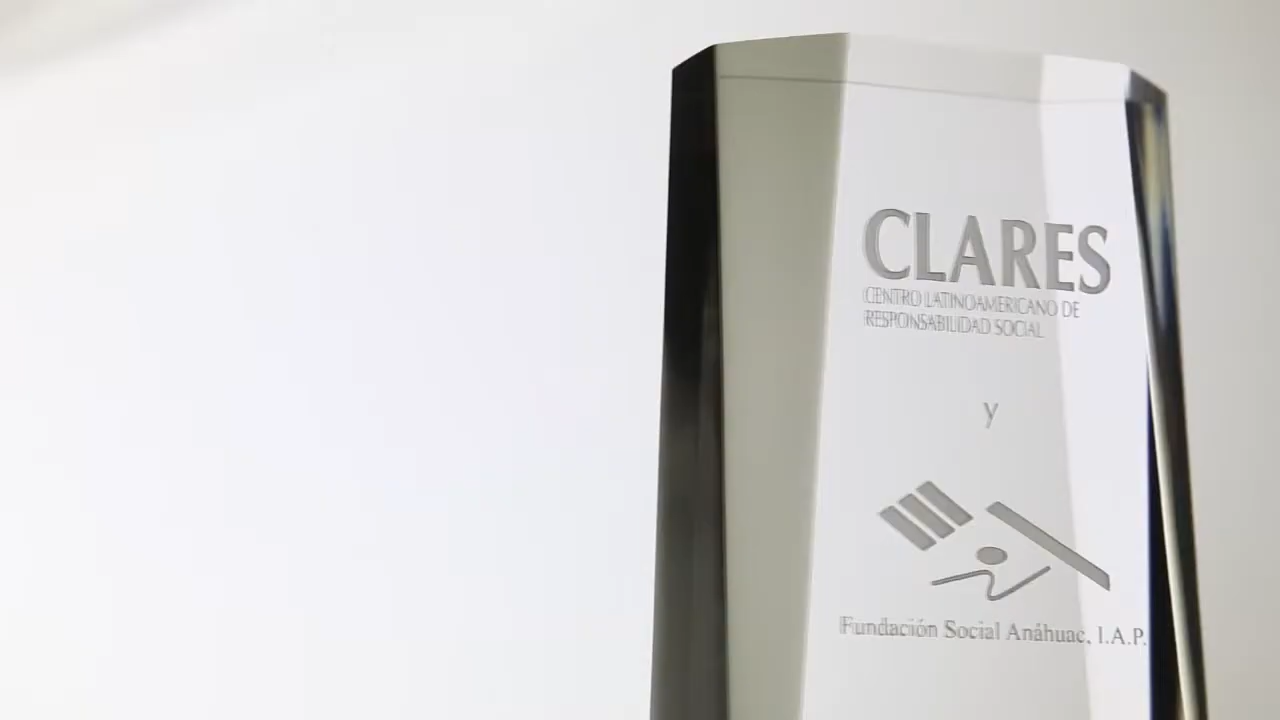 CLARES
CENTRO LATINOAMERICANO DE
RESPONSABILIDAD SOCIAL
y
Fundación Social Anáhuac, I.A.P.